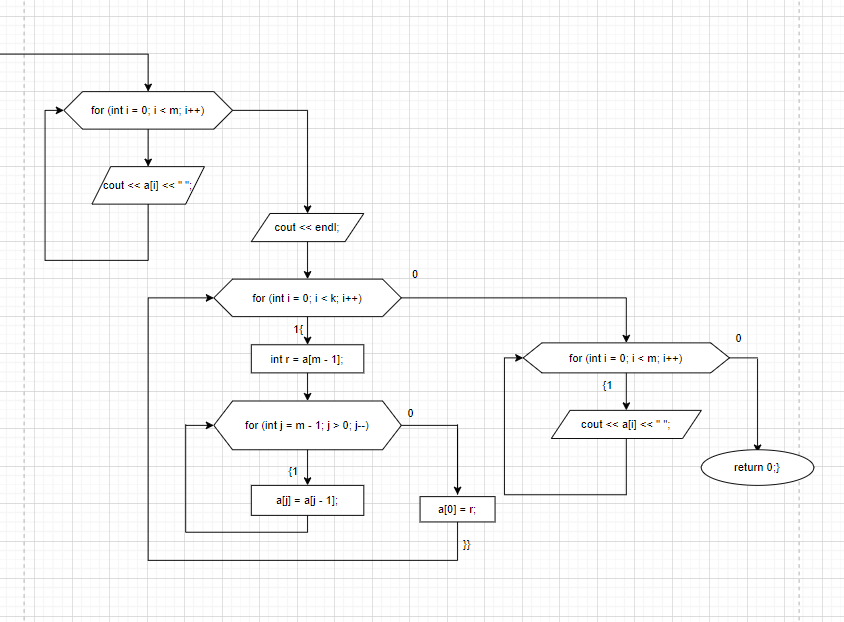 for (int i = 0; i < m; i++)
cout << a[i] << " ";
cout << endl;
0
for (int i = 0; i < k; i++)
1{
int r = a[m - 1];
0
for (int j = m - 1; j > 0; j--)
{1
a[j] = a[j - 1];
a[0] = r;
}}
0
for (int i = 0; i < m; i++)
{1
cout << a[i] << " ";
return 0;}